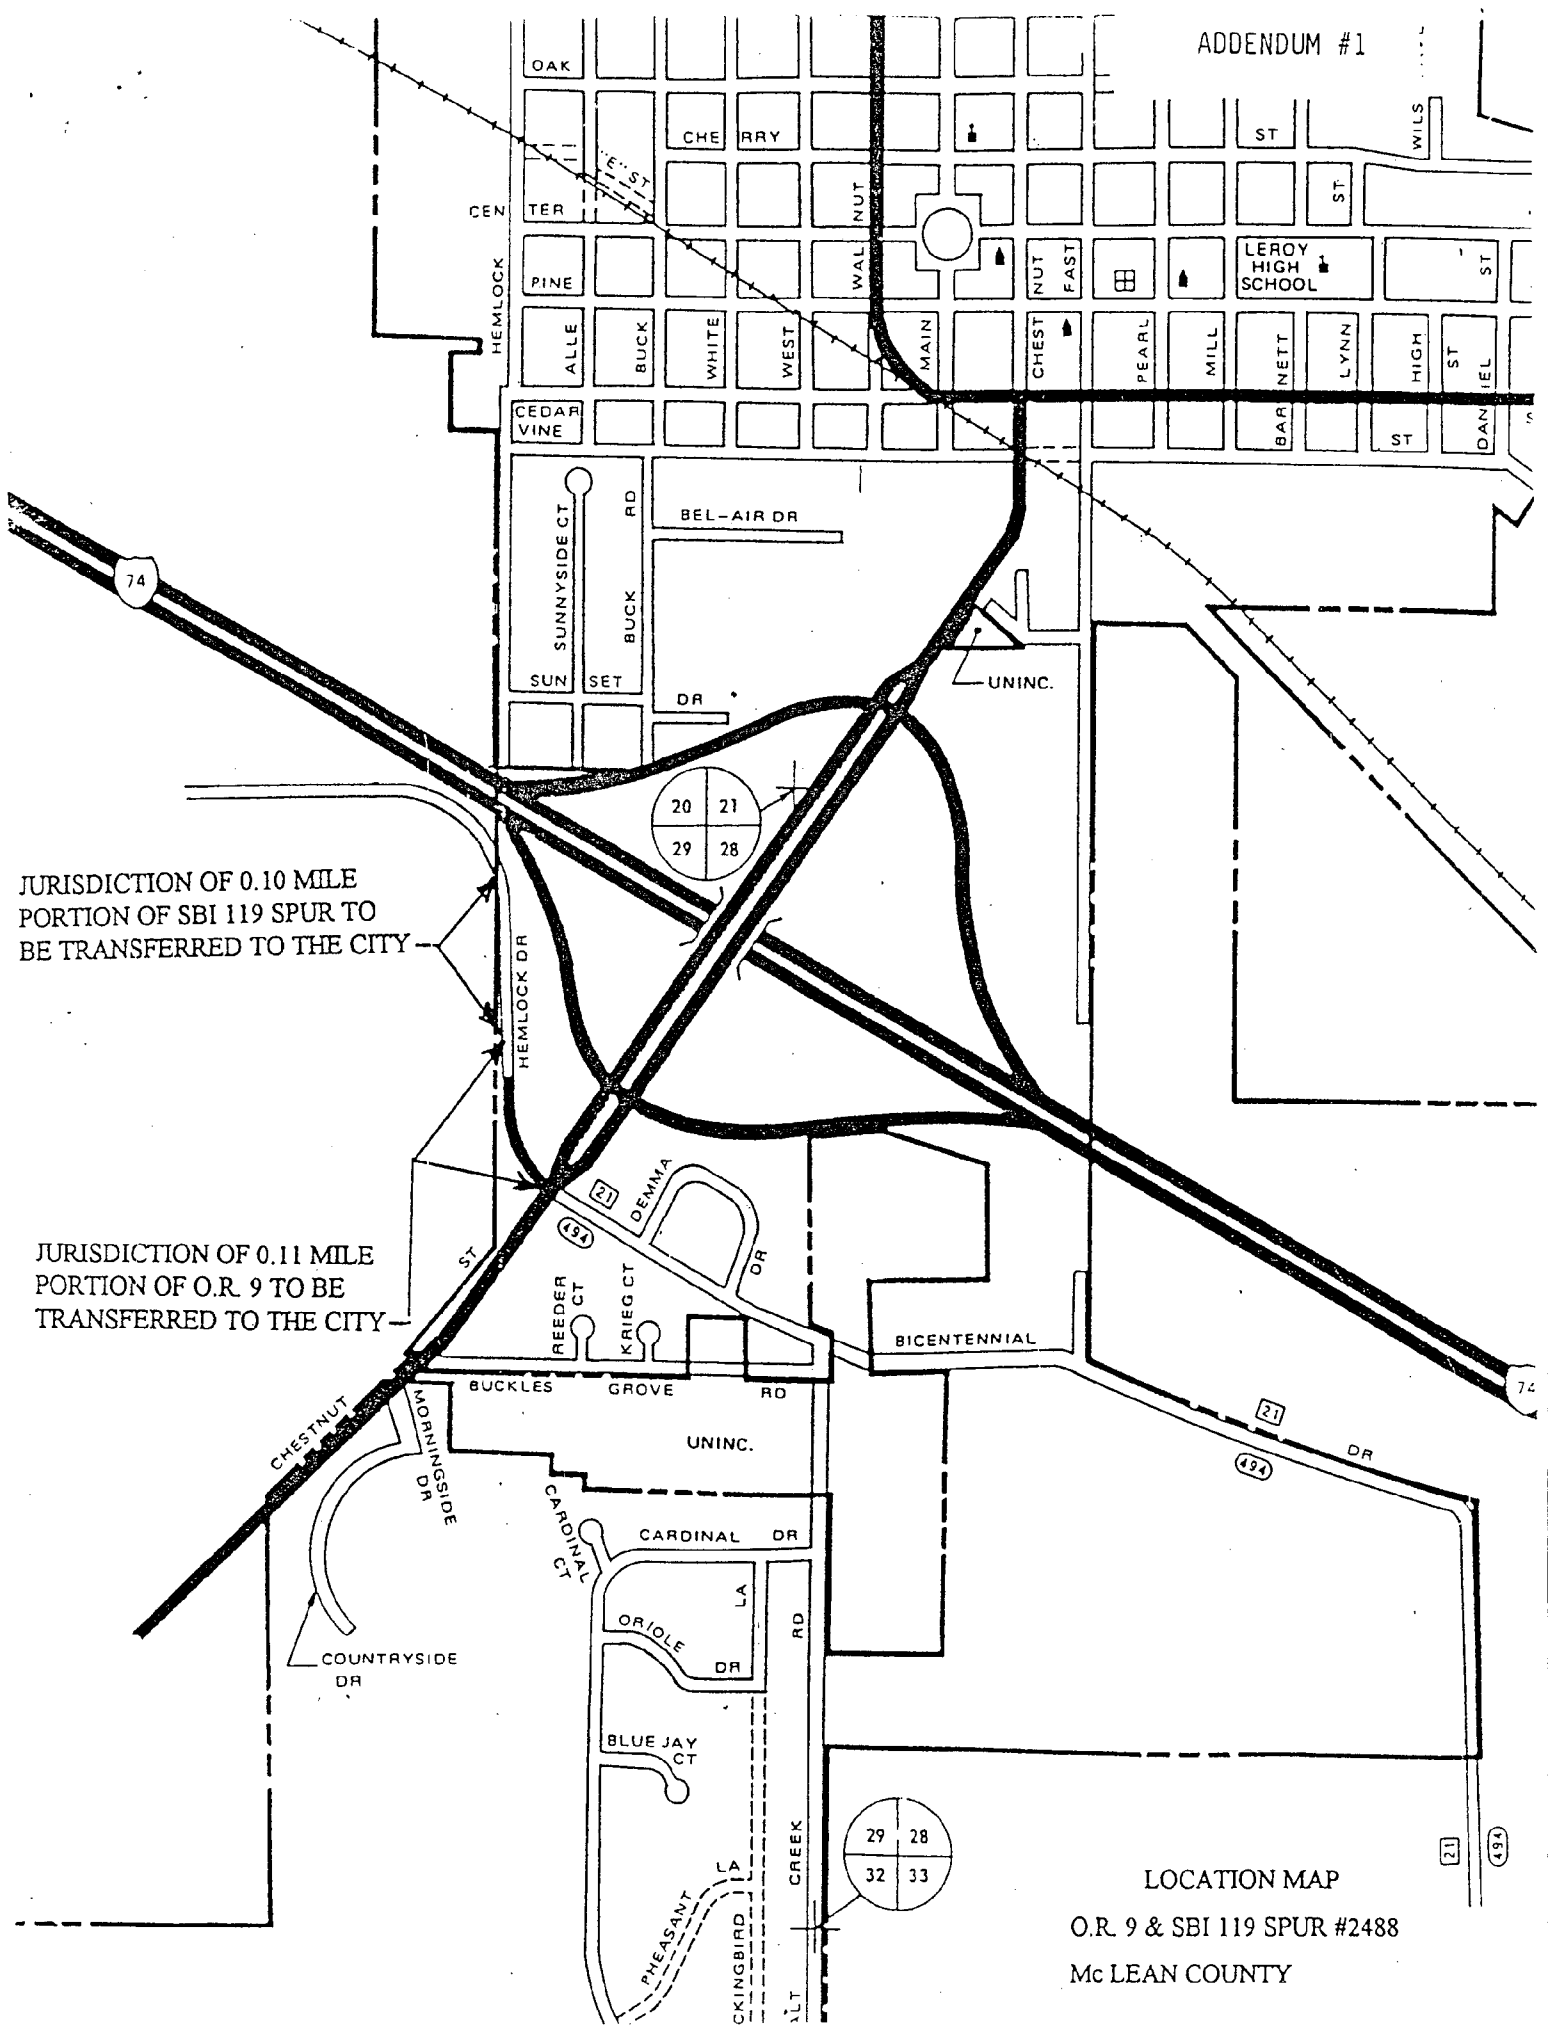 ADDENDUM #1
OAK
CHE RRY
ST
WILS
"E" ST
CEN TER
WAL NUT
ST
HEMLOCK
PINE
NUT
FAST
LEROY
HIGH
SCHOOL
ST
ALLE
BUCK
WHITE
WEST
MAIN
CHEST
PEARL
MILL
BAR NETT
LYNN
HIGH
ST
DAN IEL
CEDAR
VINE
ST
S
SUNNYSIDE CT
BUCK RD
BEL-AIR DR
74
SUN SET
DR
UNINC.
20 21
29 28
JURISDICTION OF 0.10 MILE
PORTION OF SBI 119 SPUR TO
BE TRANSFERRED TO THE CITY
HEMLOCK DR
21
494
DEMMA
DR
JURISDICTION OF 0.11 MILE
PORTION OF O.R. 9 TO BE
TRANSFERRED TO THE CITY
ST
REEDER
CT
KRIEG CT
BICENTENNIAL
BUCKLES GROVE RD
74
CHESTNUT
MORNINGSIDE
DR
UNINC.
21
494
DR
CARDINAL
CT
CARDINAL DR
LA
ORIOLE
DR
RD
COUNTRYSIDE
DR
BLUE JAY
CT
CREEK
29 28
32 33
21
494
LA
PHEASANT
CKINGBIRD
ALT
LOCATION MAP
O.R. 9 & SBI 119 SPUR #2488
Mc LEAN COUNTY